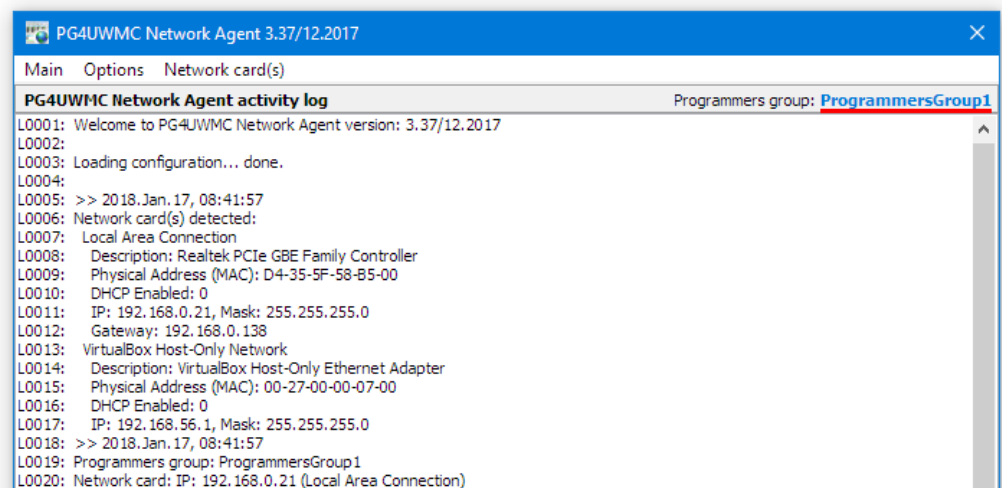 PG4UWMC Network Agent 3.37/12.2017
Main Options Network card(s)
PG4UWMC Network Agent activity log Programmers group: ProgrammersGroup1
L0001: Welcome to PG4UWMC Network Agent version: 3.37/12.2017
L0002:
L0003: Loading configuration... done.
L0004:
L0005: >> 2018.Jan.17, 08:41:57
L0006: Network card(s) detected:
L0007: Local Area Connection
L0008: Description: Realtek PCIe GBE Family Controller
L0009: Physical Address (MAC): D4-35-5F-58-B5-00
L0010: DHCP Enabled: 0
L0011: IP: 192.168.0.21, Mask: 255.255.255.0
L0012: Gateway: 192.168.0.138
L0013: VirtualBox Host-Only Network
L0014: Description: VirtualBox Host-Only Ethernet Adapter
L0015: Physical Address (MAC): 00-27-00-00-07-00
L0016: DHCP Enabled: 0
L0017: IP: 192.168.56.1, Mask: 255.255.255.0
L0018: >> 2018.Jan.17, 08:41:57
L0019: Programmers group: ProgrammersGroup1
L0020: Network card: IP: 192.168.0.21 (Local Area Connection)